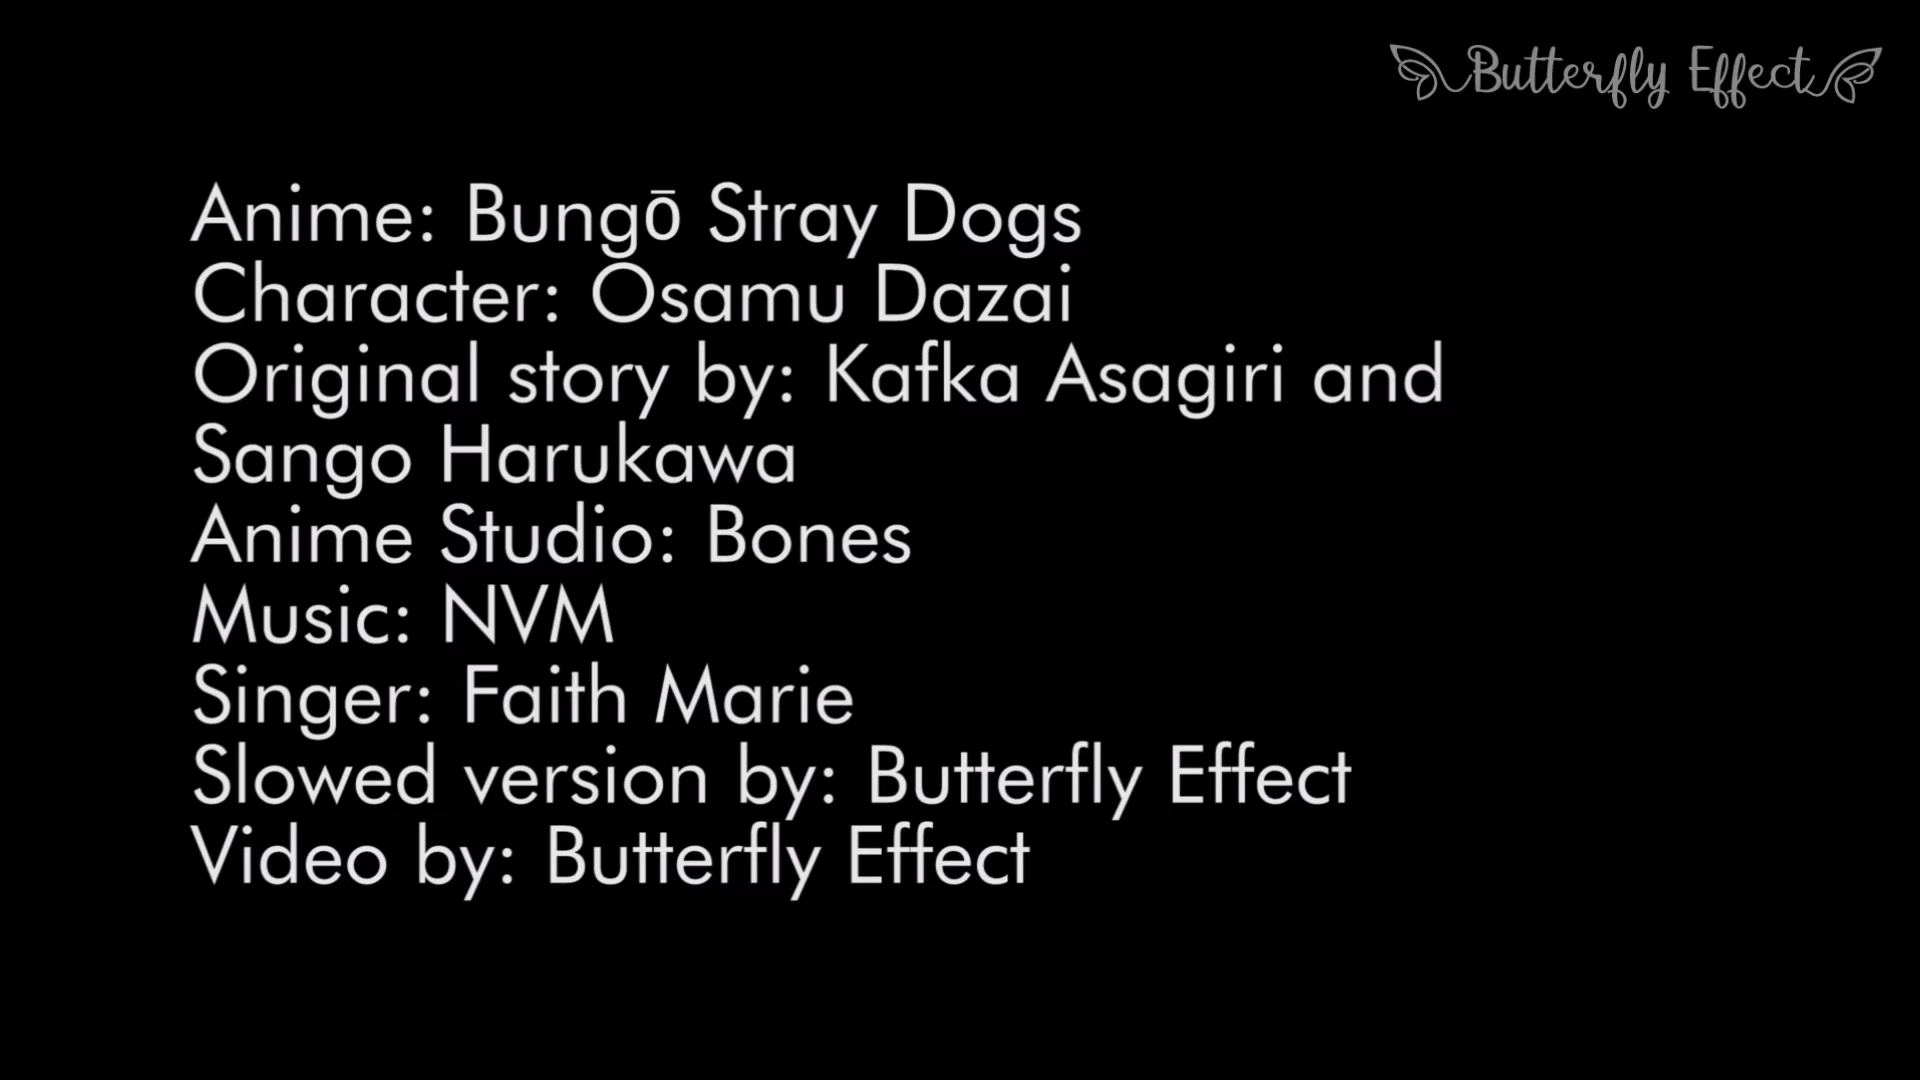 Butterfly Effect
Anime: Bungō Stray Dogs
Character: Osamu Dazai
Original story by: Kafka Asagiri and
Sango Harukawa
Anime Studio: Bones
Music: NVM
Singer: Faith Marie
Slowed version by: Butterfly Effect
Video by: Butterfly Effect